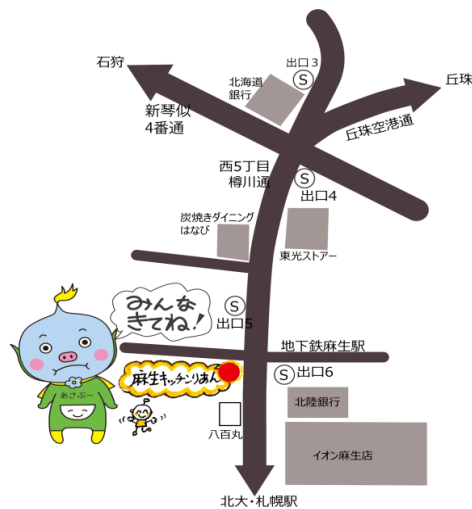 出口3
石狩
Ⓢ
丘珠
北海道
銀行
新琴似
4番通
丘珠空港通
西5丁目
樽川通
Ⓢ
出口4
炭焼きダイニング
はなび
東光ストアー
みんな
きてね!
Ⓢ
出口5
地下鉄麻生駅
麻生キッチンりあん
Ⓢ
出口6
あさぶー
北陸銀行
八百丸
イオン麻生店
北大・札幌駅